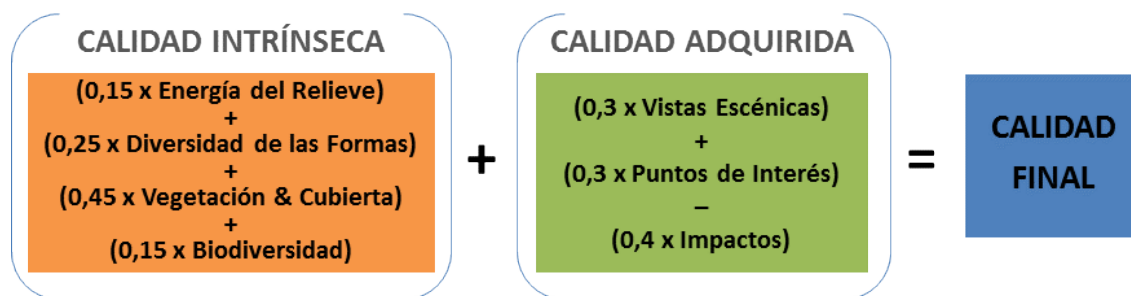 CALIDAD INTRÍNSECA
(0,15 x Energía del Relieve)
+
(0,25 x Diversidad de las Formas)
+
(0,45 x Vegetación & Cubierta)
+
(0,15 x Biodiversidad)
+
CALIDAD ADQUIRIDA
(0,3 x Vistas Escénicas)
+
(0,3 x Puntos de Interés)
–
(0,4 x Impactos)
=
CALIDAD
FINAL